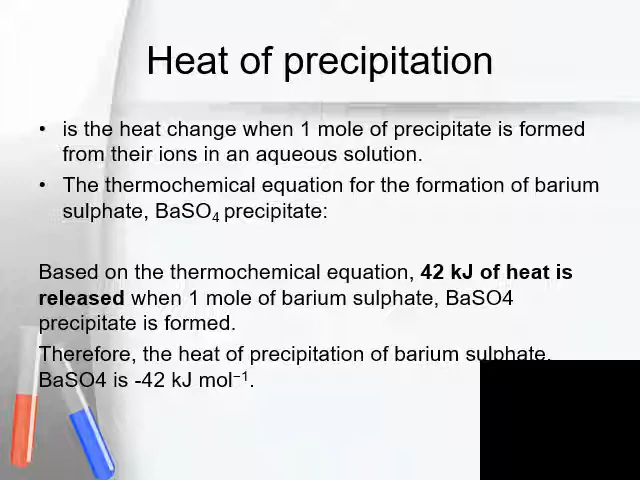 Heat of precipitation
• is the heat change when 1 mole of precipitate is formed
from their ions in an aqueous solution.
• The thermochemical equation for the formation of barium
sulphate, BaSO₄ precipitate:
Based on the thermochemical equation, 42 kJ of heat is
released when 1 mole of barium sulphate, BaSO4
precipitate is formed.
Therefore, the heat of precipitation of barium sulphate,
BaSO4 is -42 kJ mol⁻¹.